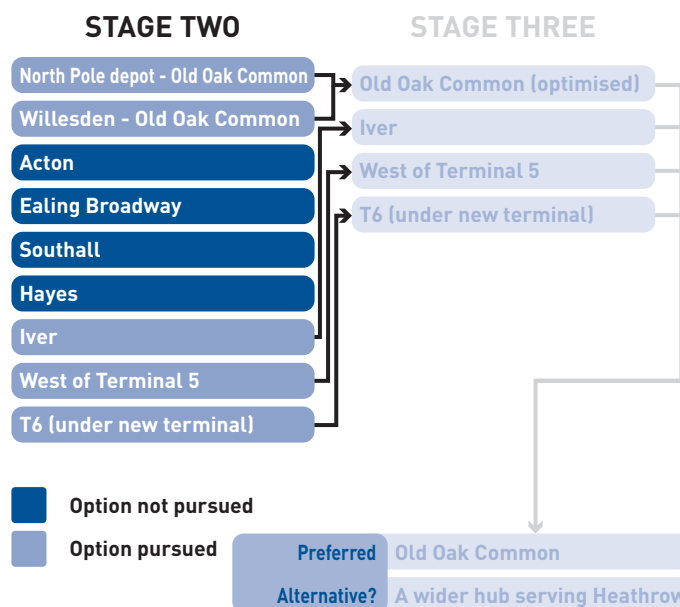 STAGE TWO
North Pole depot - Old Oak Common
Willesden - Old Oak Common
Acton
Ealing Broadway
Southall
Hayes
Iver
West of Terminal 5
T6 (under new terminal)
STAGE THREE
Old Oak Common (optimised)
Iver
West of Terminal 5
T6 (under new terminal)
Option not pursued
Option pursued
Preferred Old Oak Common
Alternative? A wider hub serving Heathrow